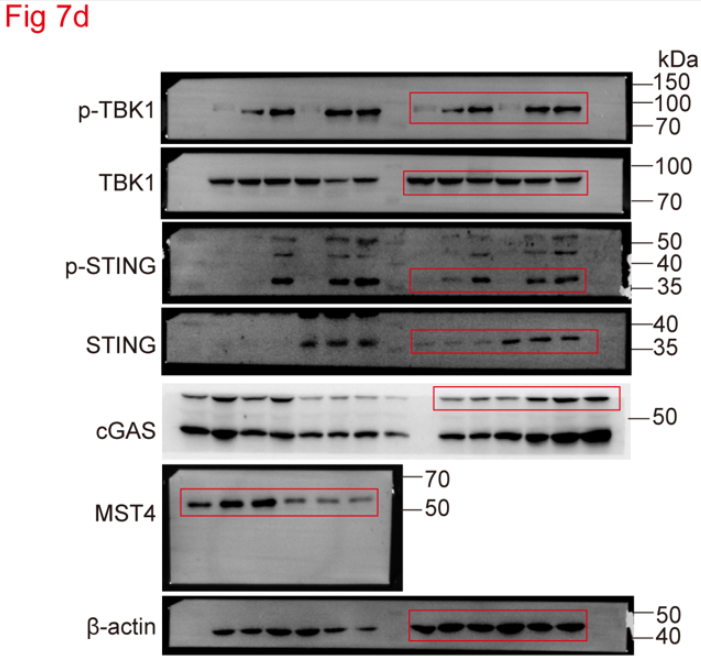 Fig 7d
kDa
p-TBK1
150
100
70
TBK1
100
70
p-STING
50
40
35
STING
40
35
cGAS
50
MST4
70
50
β-actin
50
40